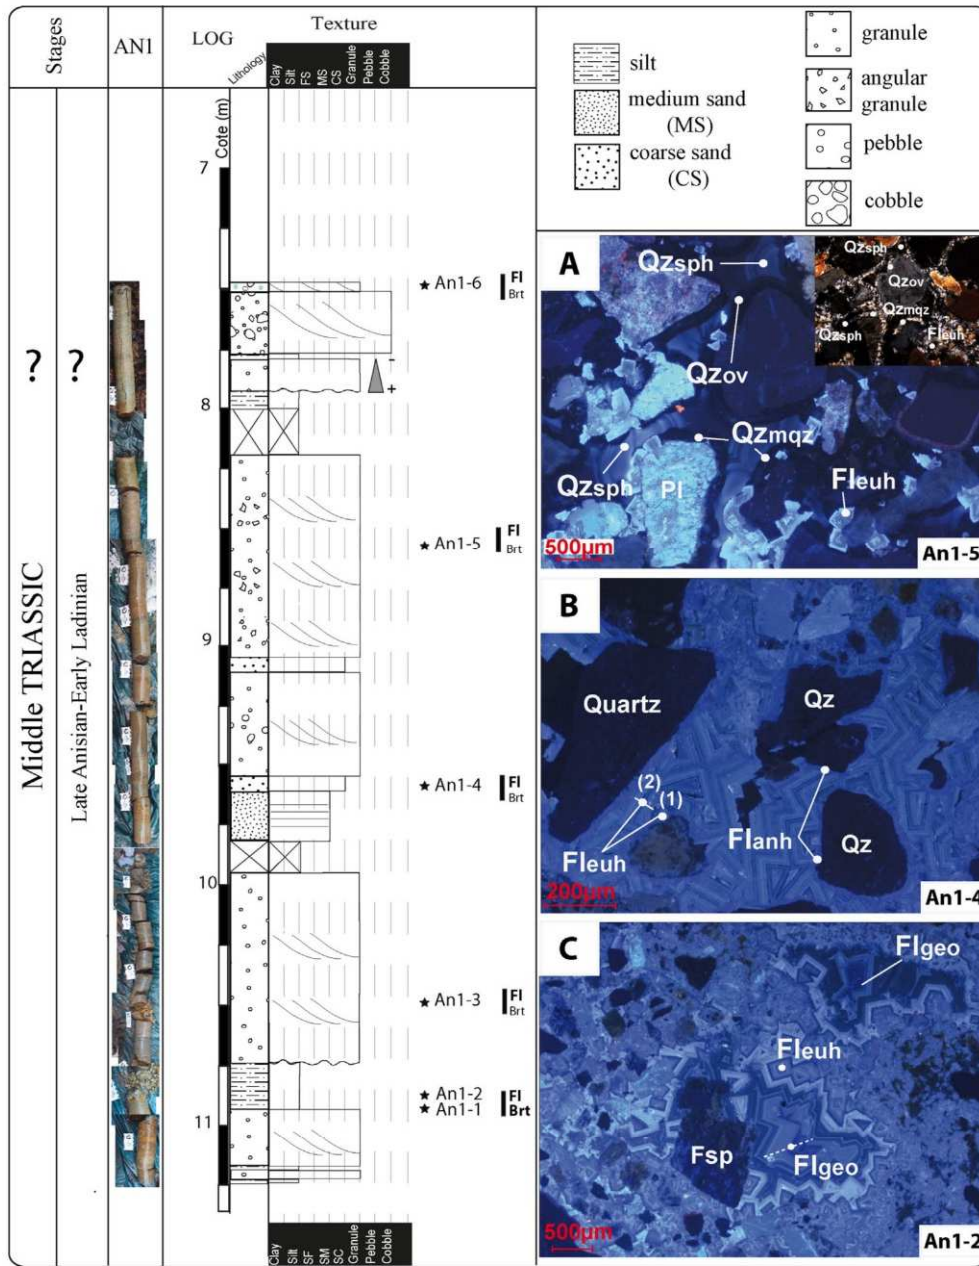 Stages
AN1
LOG
Texture
Lithology
Clay
Silt
FS
MS
CS
Granule
Pebble
Cobble
Cote (m)
7
8
9
10
11
Middle TRIASSIC
?
Late Anisian-Early Ladinian
?
-
+
An1-6
Fl
Brt
An1-5
Fl
Brt
An1-4
Fl
Brt
An1-3
Fl
Brt
An1-2
An1-1
Fl
Brt
Clay
Silt
SF
SM
SC
Granule
Pebble
Cobble
silt
medium sand
(MS)
coarse sand
(CS)
granule
angular
granule
pebble
cobble
A
Qzsph
Qzov
Qzmqz
Qzsph
Pl
Fleuh
500µm
An1-5
Qzsph
Qzov
Qzmqz
Qzsph
Fleuh
B
Quartz
Qz
(2)
(1)
Fleuh
Flanh
Qz
200µm
An1-4
C
Flgeo
Fleuh
Fsp
Flgeo
500µm
An1-2